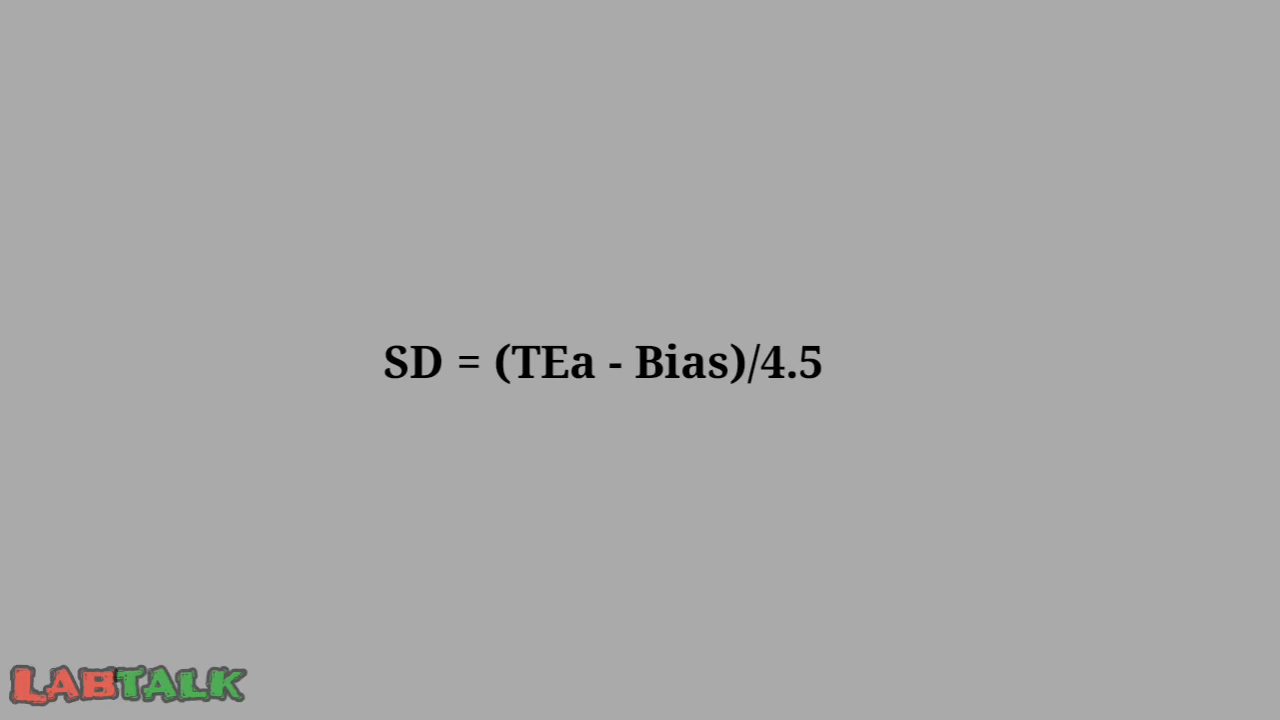 SD = (TEa - Bias)/4.5
LABTALK